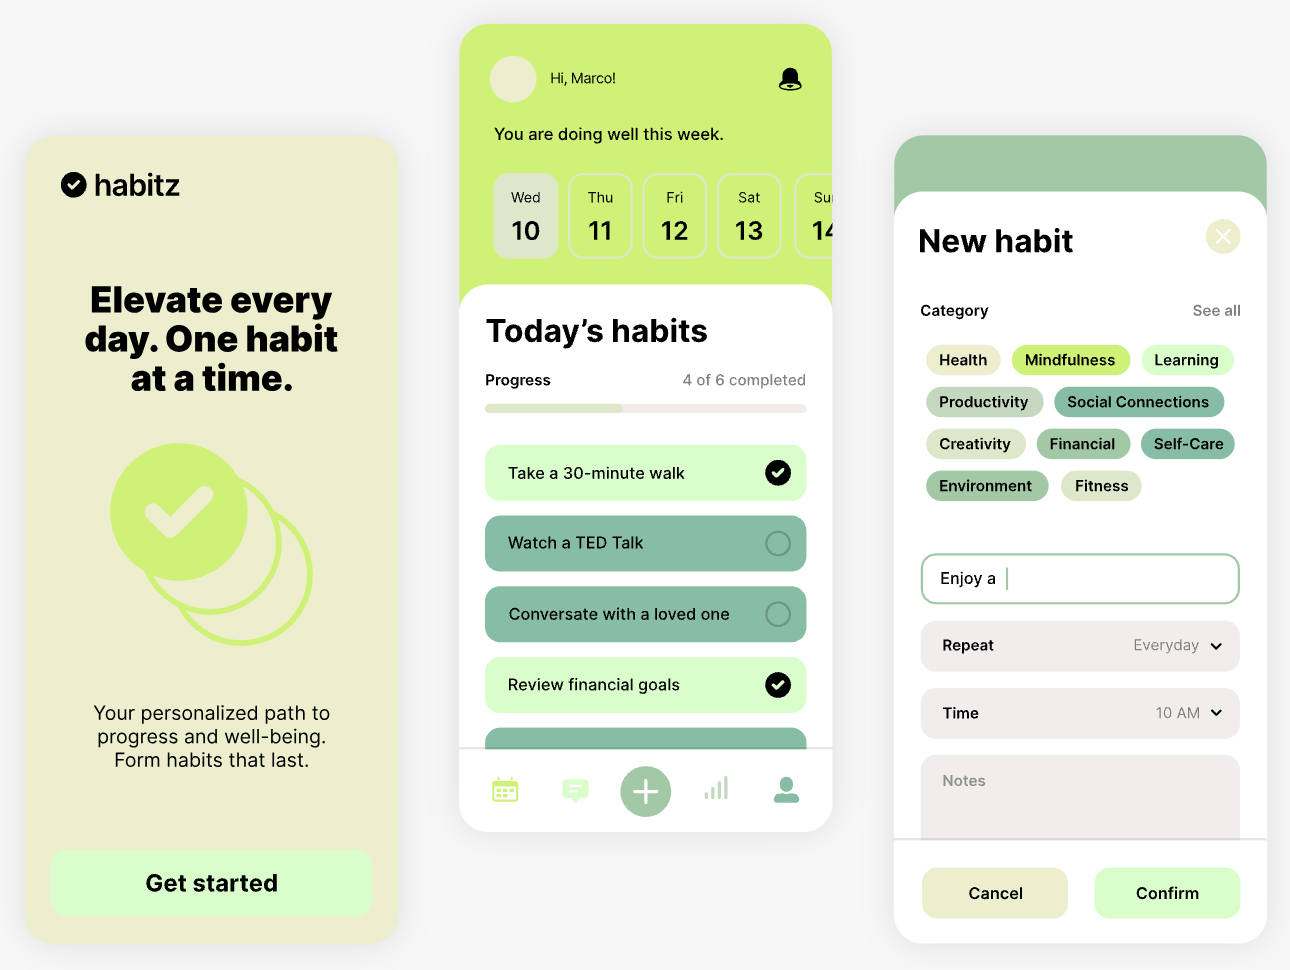 habitz
Elevate every
day. One habit
at a time.
Your personalized path to
progress and well-being.
Form habits that last.
Get started
Hi, Marco!
You are doing well this week.
Wed Thu Fri Sat Su
10 11 12 13 14
Today’s habits
Progress 4 of 6 completed
Take a 30-minute walk
Watch a TED Talk
Conversate with a loved one
Review financial goals
New habit
Category See all
Health Mindfulness Learning
Productivity Social Connections
Creativity Financial Self-Care
Environment Fitness
Enjoy a
Repeat Everyday
Time 10 AM
Notes
Cancel Confirm